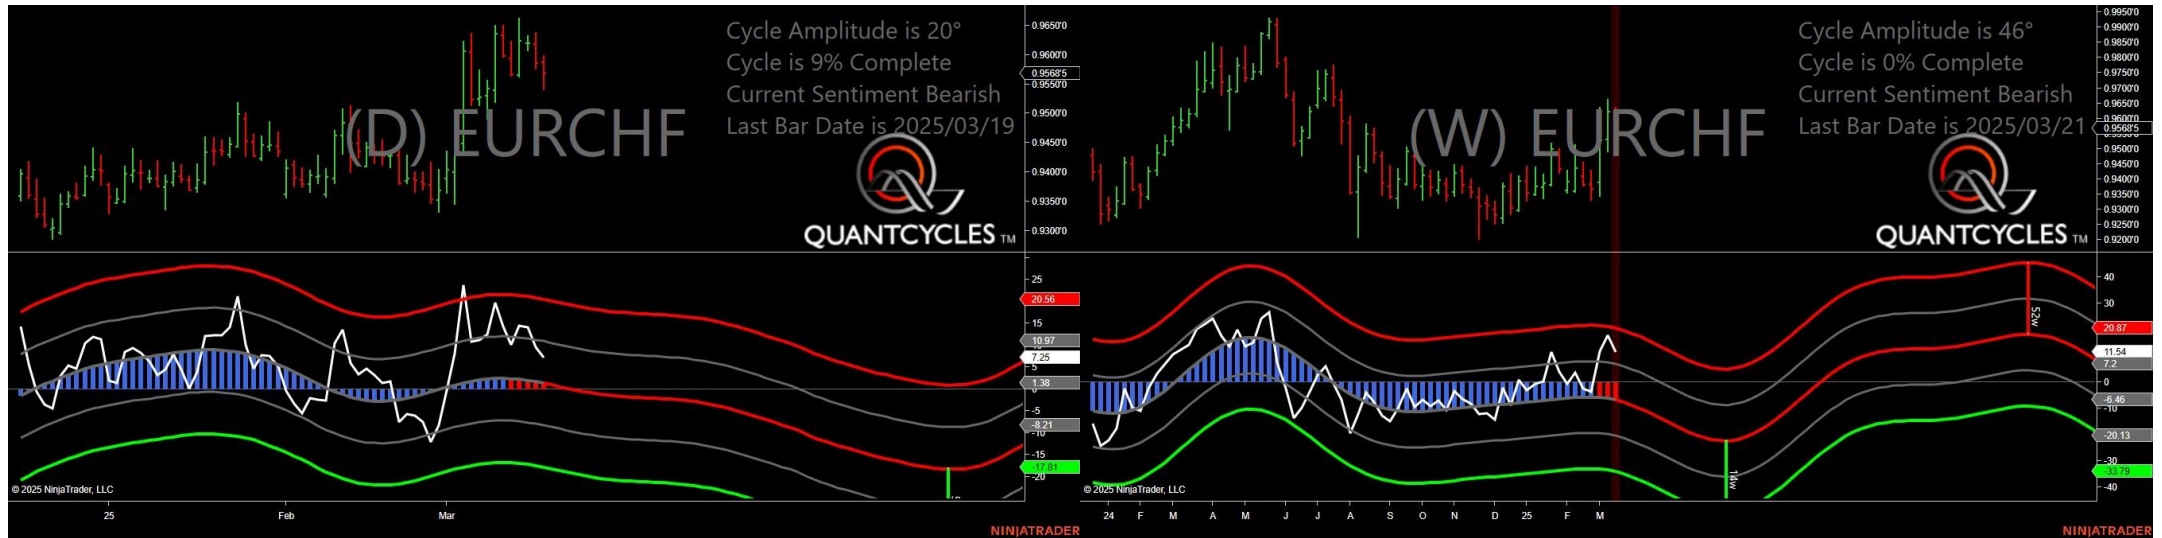 Cycle Amplitude is 20°
Cycle is 9% Complete
Current Sentiment Bearish
Last Bar Date is 2025/03/19
(D) EURCHF
QUANTCYCLES TM
0.9650'0
0.9600'0
0.9568'5
0.9550'0
0.9500'0
0.9450'0
0.9400'0
0.9350'0
0.9300'0
25
20.56
15
10.97
7.25
5
1.38
-5
-8.21
-10
-15
-17.81
-20
© 2025 NinjaTrader, LLC
25 Feb Mar
NINJATRADER
Cycle Amplitude is 46°
Cycle is 0% Complete
Current Sentiment Bearish
Last Bar Date is 2025/03/21
(W) EURCHF
QUANTCYCLES TM
0.9950'0
0.9900'0
0.9850'0
0.9800'0
0.9750'0
0.9700'0
0.9650'0
0.9600'0
0.9568'5
0.9500'0
0.9450'0
0.9400'0
0.9350'0
0.9300'0
0.9250'0
0.9200'0
52w
14w
40
30
20.87
11.54
7.2
0
-6.46
-10
-20.13
-30
-33.79
-40
© 2025 NinjaTrader, LLC
24 F M A M J J A S O N D 25 F M
NINJATRADER